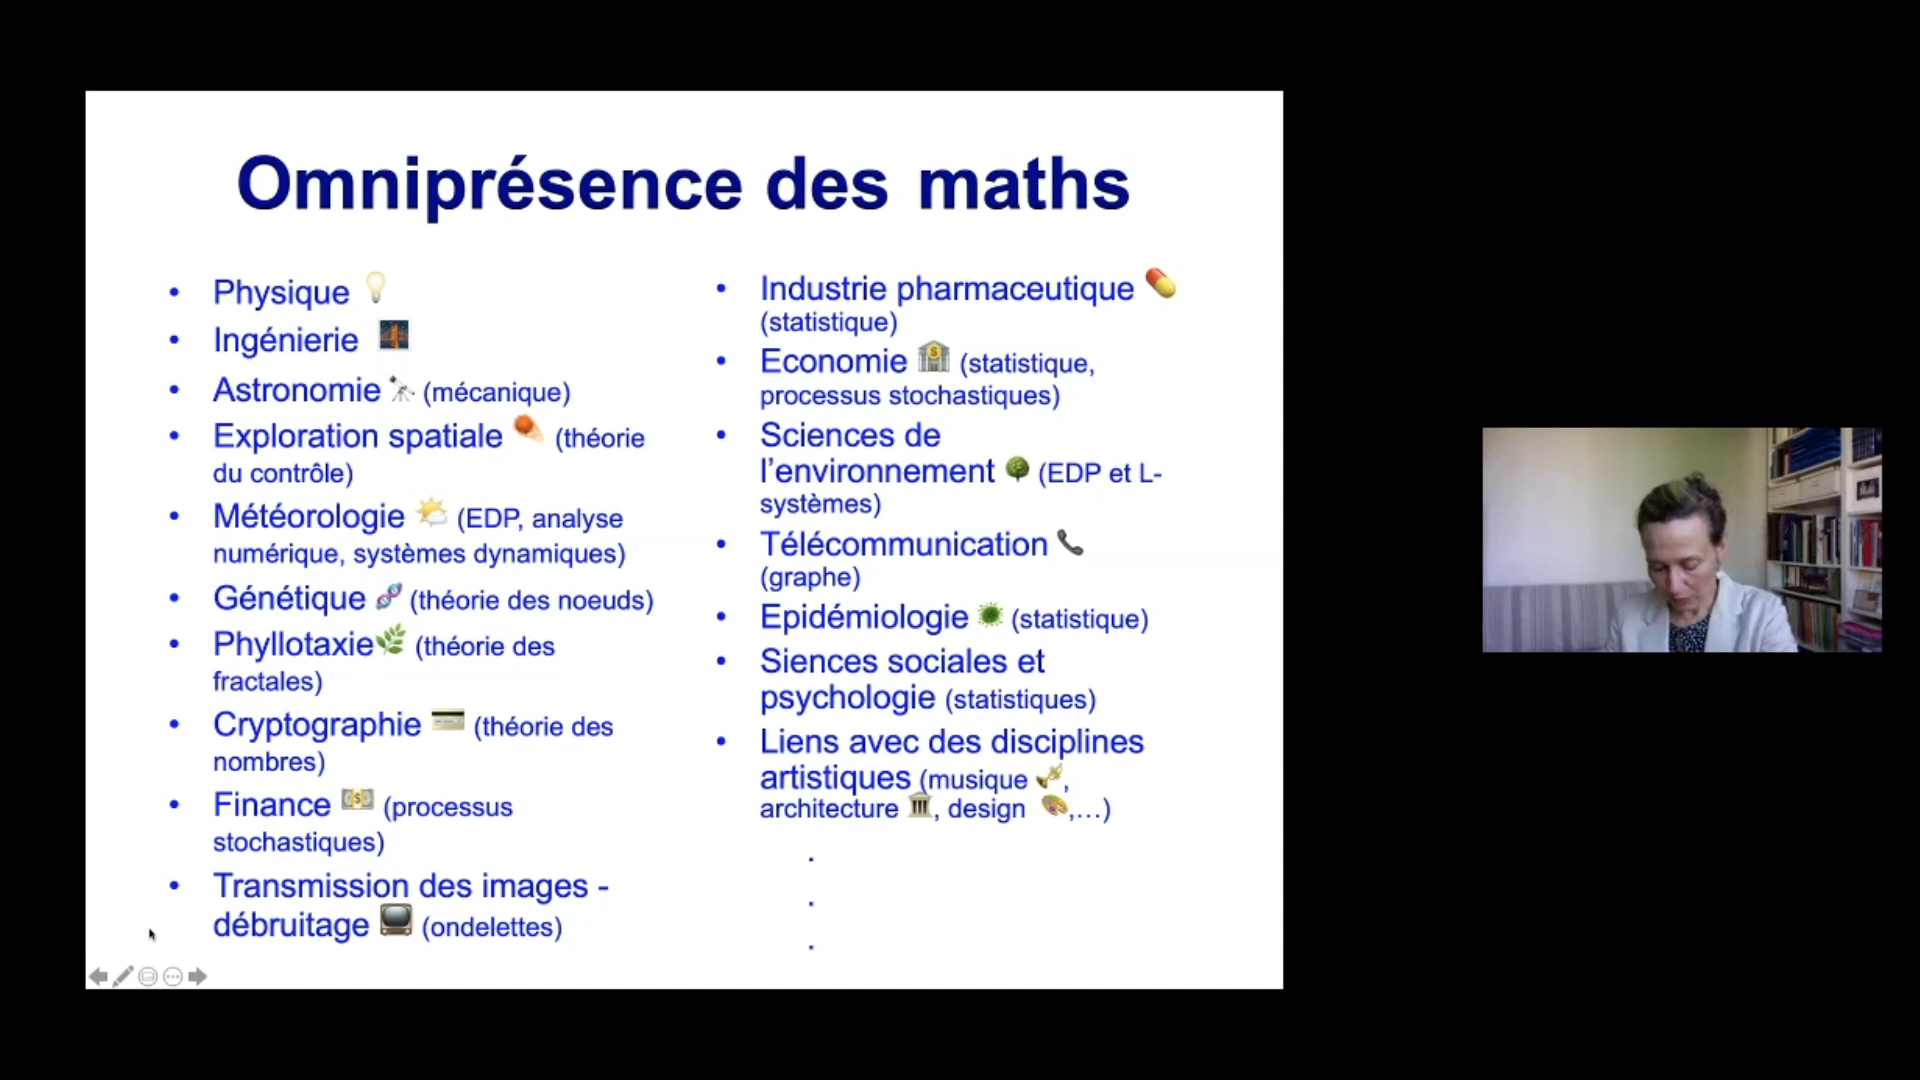 Omniprésence des maths
• Physique 💡
• Ingénierie 🌉
• Astronomie 🔭 (mécanique)
• Exploration spatiale ☄️ (théorie
du contrôle)
• Météorologie 🌤️ (EDP, analyse
numérique, systèmes dynamiques)
• Génétique 🧬 (théorie des noeuds)
• Phyllotaxie🌿 (théorie des
fractales)
• Cryptographie 💳 (théorie des
nombres)
• Finance 💵 (processus
stochastiques)
• Transmission des images -
débruitage 📺 (ondelettes)
• Industrie pharmaceutique 💊
(statistique)
• Economie 🏦 (statistique,
processus stochastiques)
• Sciences de
l’environnement 🌳 (EDP et L-
systèmes)
• Télécommunication 📞
(graphe)
• Epidémiologie 🦠 (statistique)
• Siences sociales et
psychologie (statistiques)
• Liens avec des disciplines
artistiques (musique 🎺,
architecture 🏛️, design 🎨,…)
.
.
.